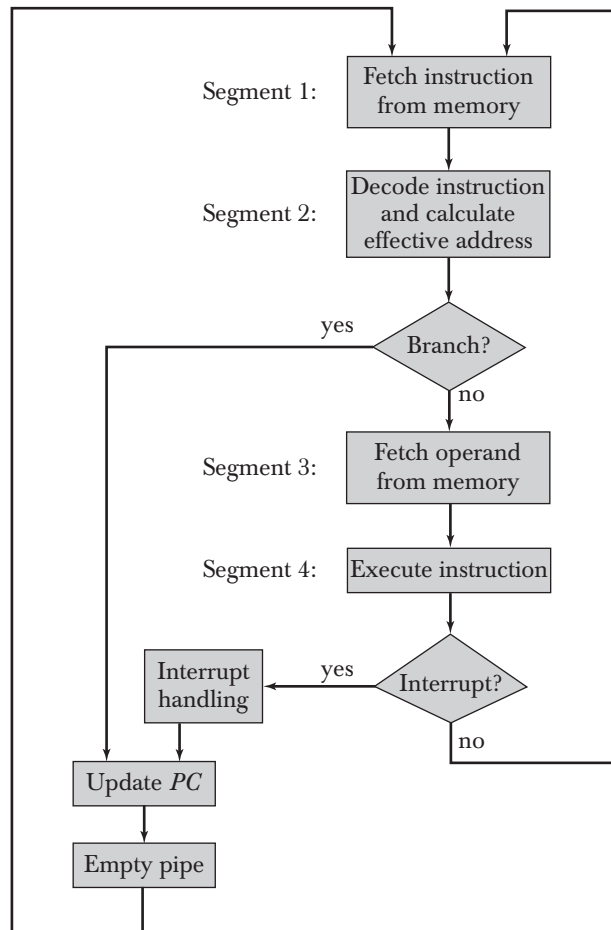 Segment 1:
Fetch instruction
from memory
Segment 2:
Decode instruction
and calculate
effective address
yes
Branch?
no
Segment 3:
Fetch operand
from memory
Segment 4:
Execute instruction
Interrupt
handling
yes
Interrupt?
no
Update PC
Empty pipe